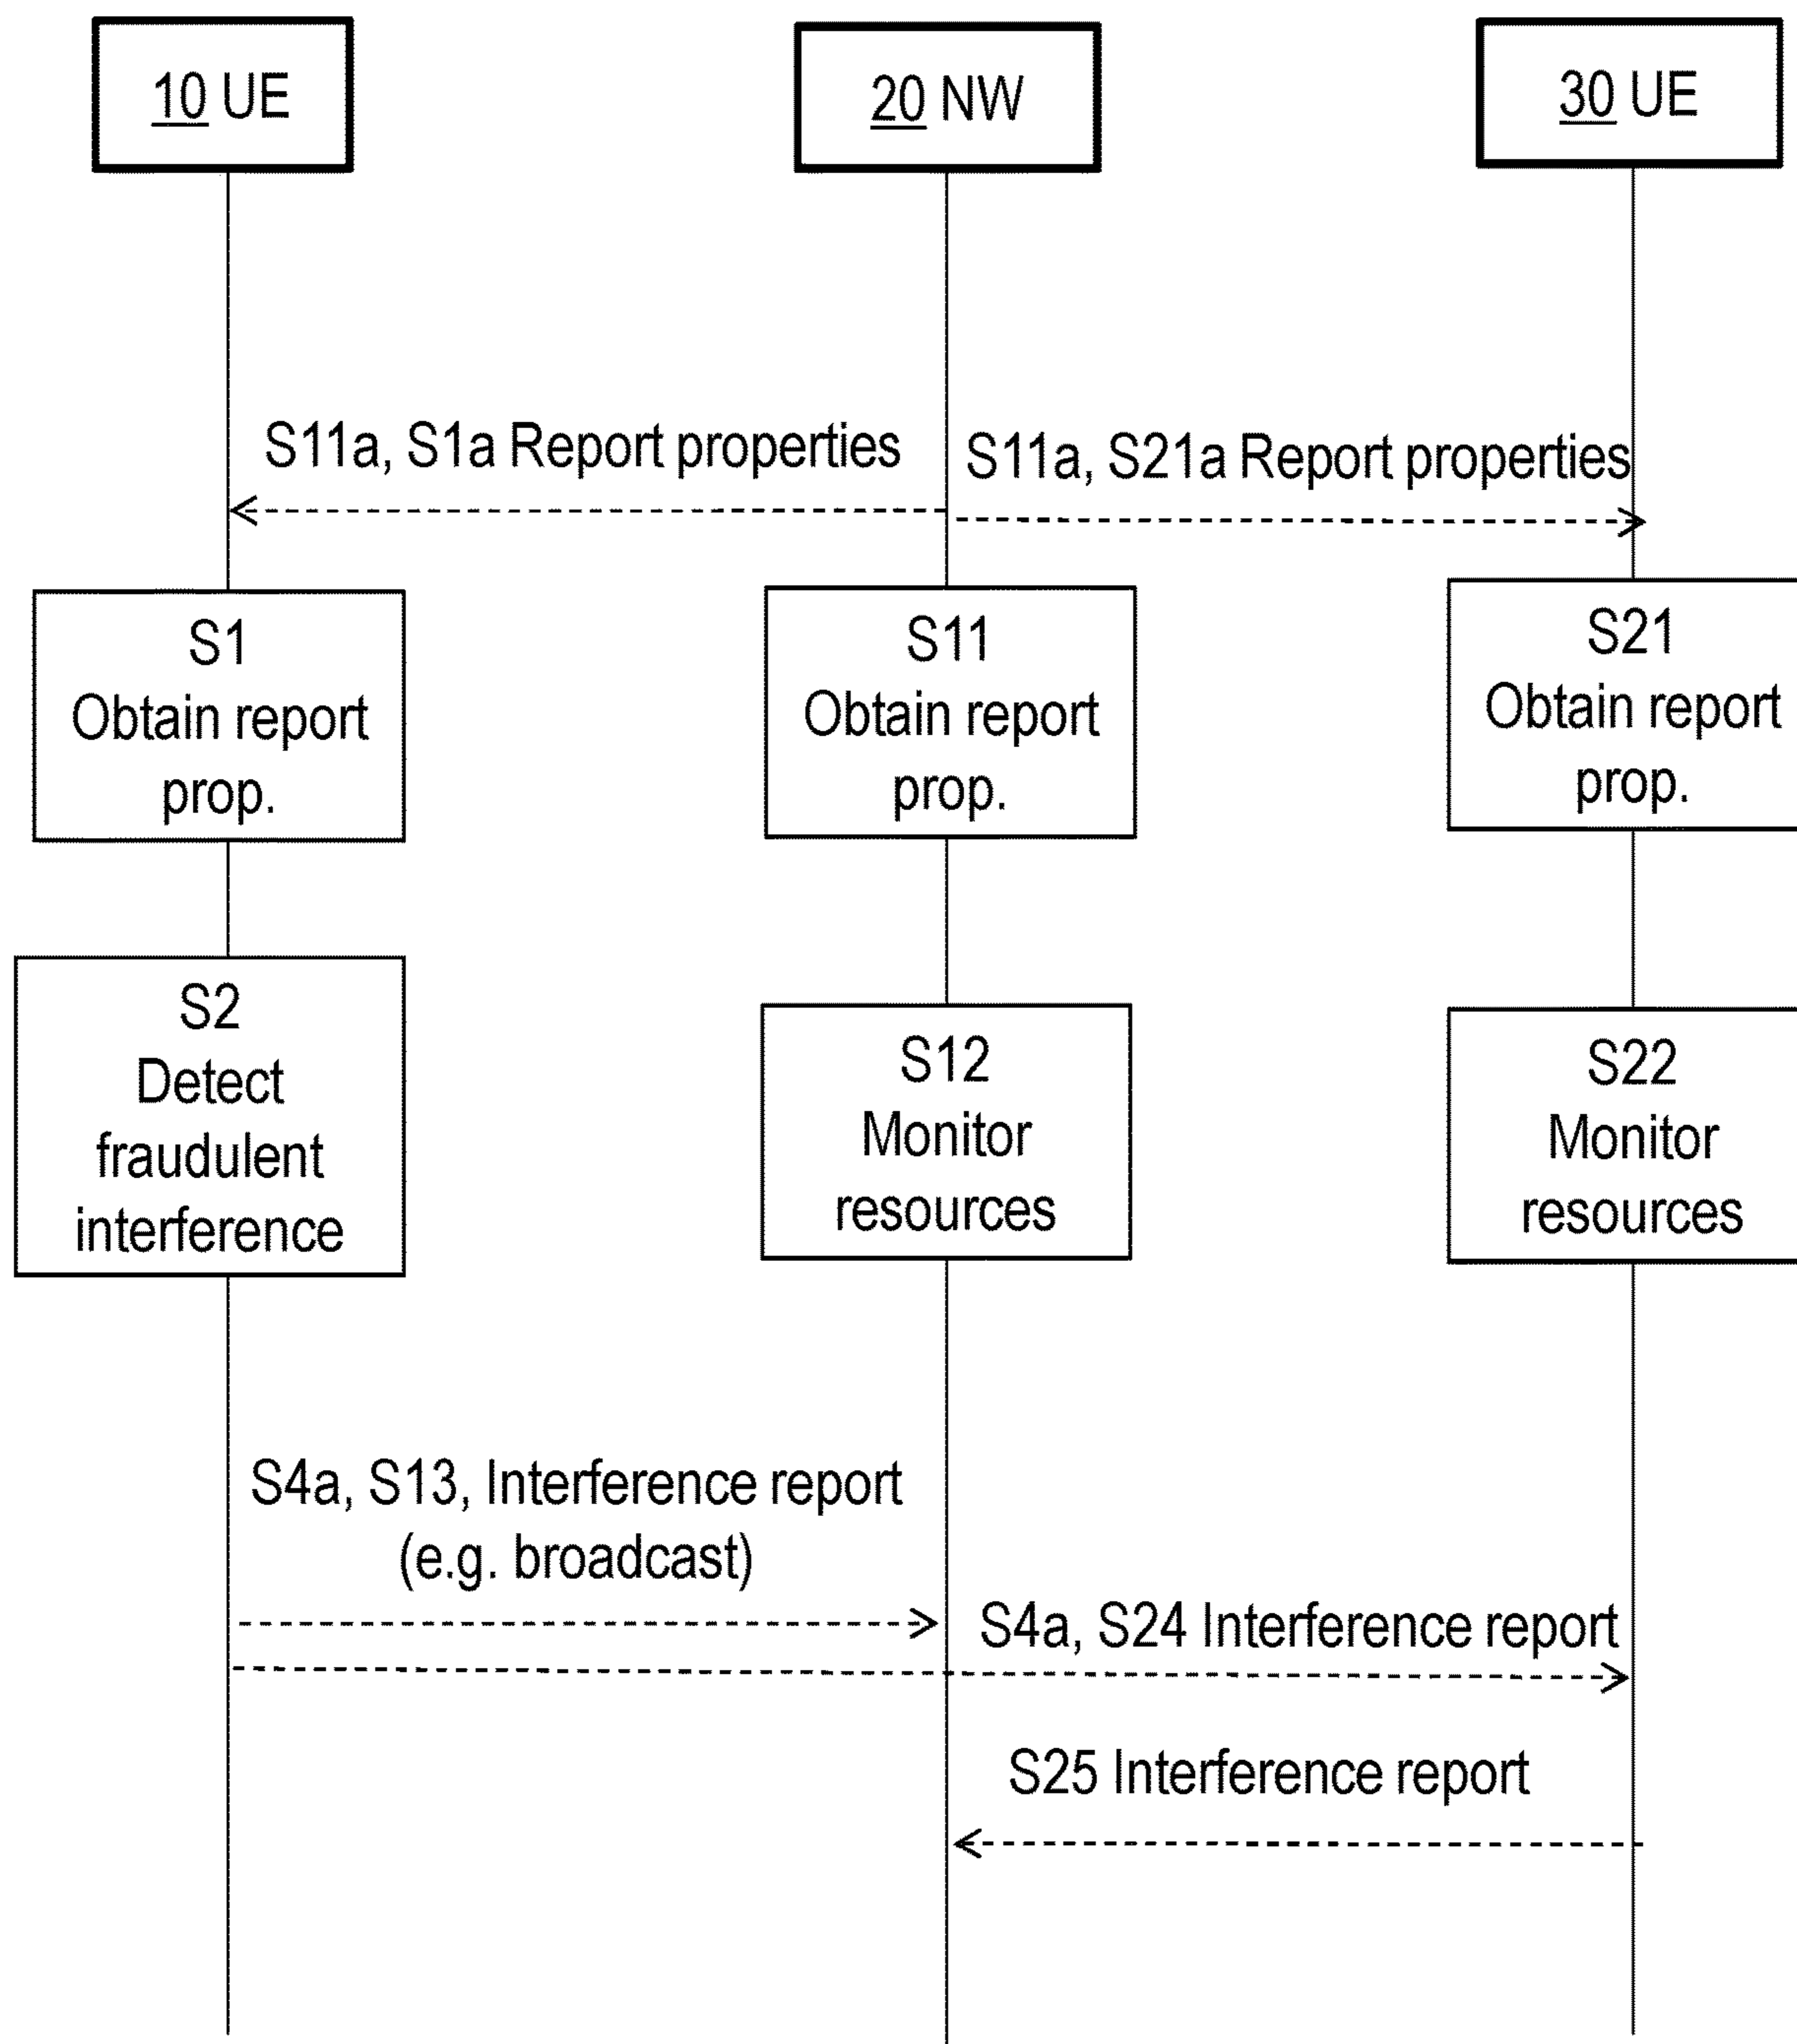 10 UE
20 NW
30 UE
S11a, S1a Report properties
S11a, S21a Report properties
S1
Obtain report
prop.
S11
Obtain report
prop.
S21
Obtain report
prop.
S2
Detect
fraudulent
interference
S12
Monitor
resources
S22
Monitor
resources
S4a, S13, Interference report
(e.g. broadcast)
S4a, S24 Interference report
S25 Interference report